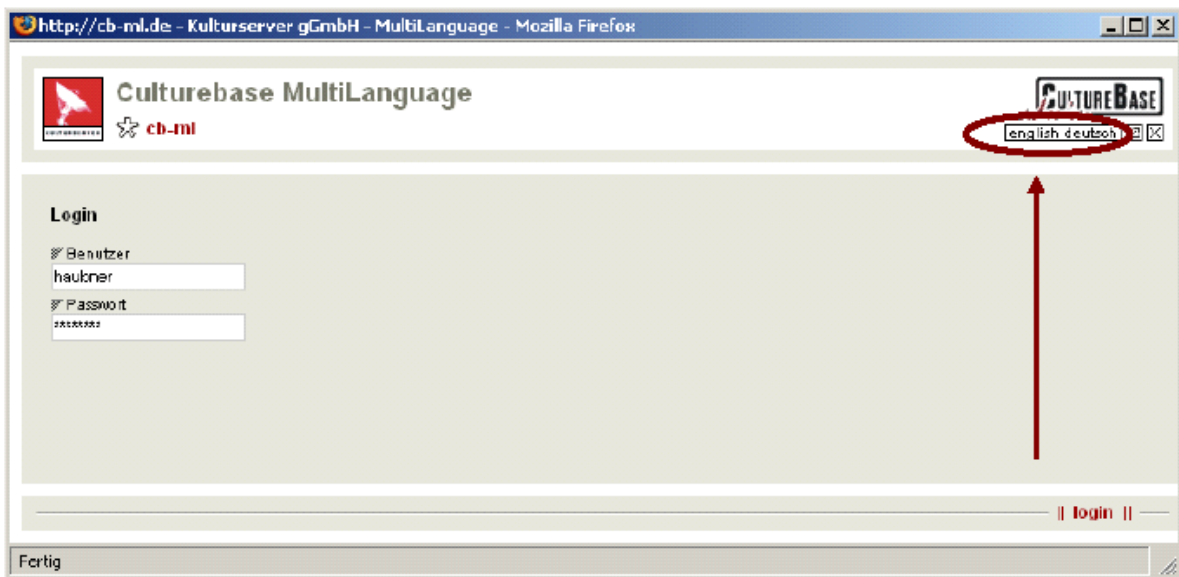 http://cb-ml.de - Kulturserver gGmbH - MultiLanguage - Mozilla Firefox
Culturebase MultiLanguage
CULTUREBASE
cb-ml
english deutsch
Login
Benutzer
haubner
Passwort
********
|| login ||
Fertig